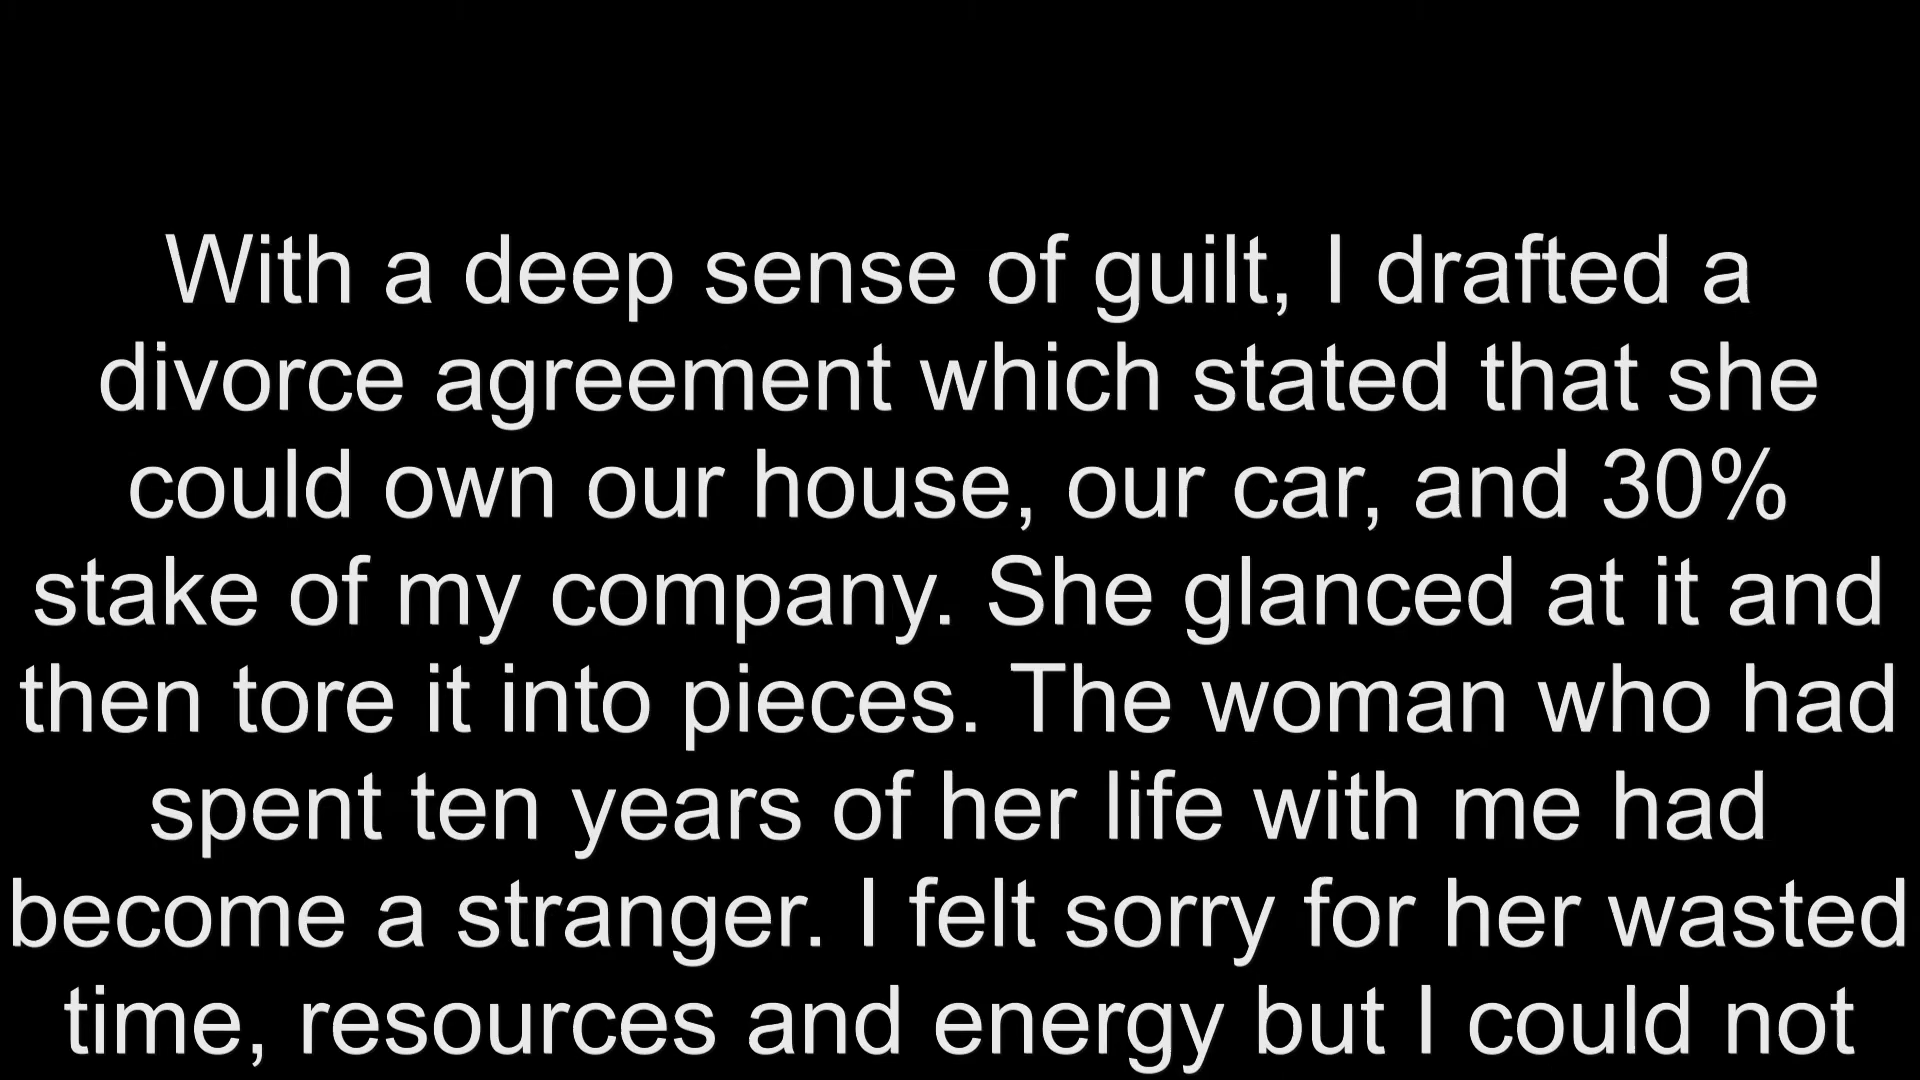 With a deep sense of guilt, I drafted a
divorce agreement which stated that she
could own our house, our car, and 30%
stake of my company. She glanced at it and
then tore it into pieces. The woman who had
spent ten years of her life with me had
become a stranger. I felt sorry for her wasted
time, resources and energy but I could not